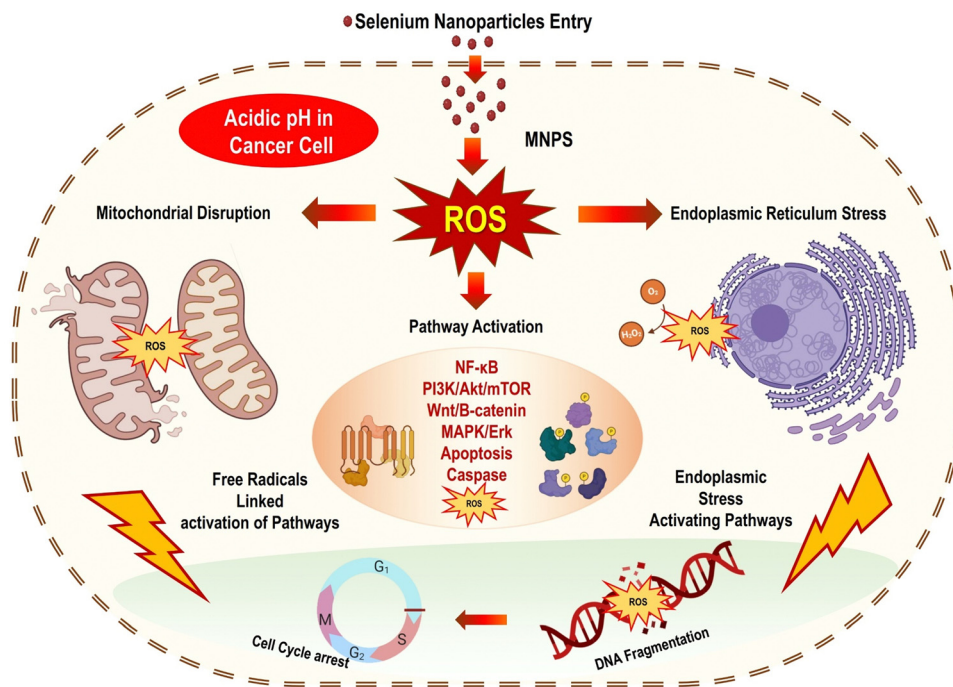 Selenium Nanoparticles Entry
Acidic pH in
Cancer Cell
MNPS
Mitochondrial Disruption
ROS
Endoplasmic Reticulum Stress
O₂
H₂O₂
ROS
ROS
Pathway Activation
NF-κB
PI3K/Akt/mTOR
Wnt/B-catenin
MAPK/Erk
Apoptosis
Caspase
ROS
P
P
P
P
P
Free Radicals
Linked
activation of Pathways
Endoplasmic
Stress
Activating Pathways
G₁
M
S
G₂
Cell Cycle arrest
ROS
DNA Fragmentation